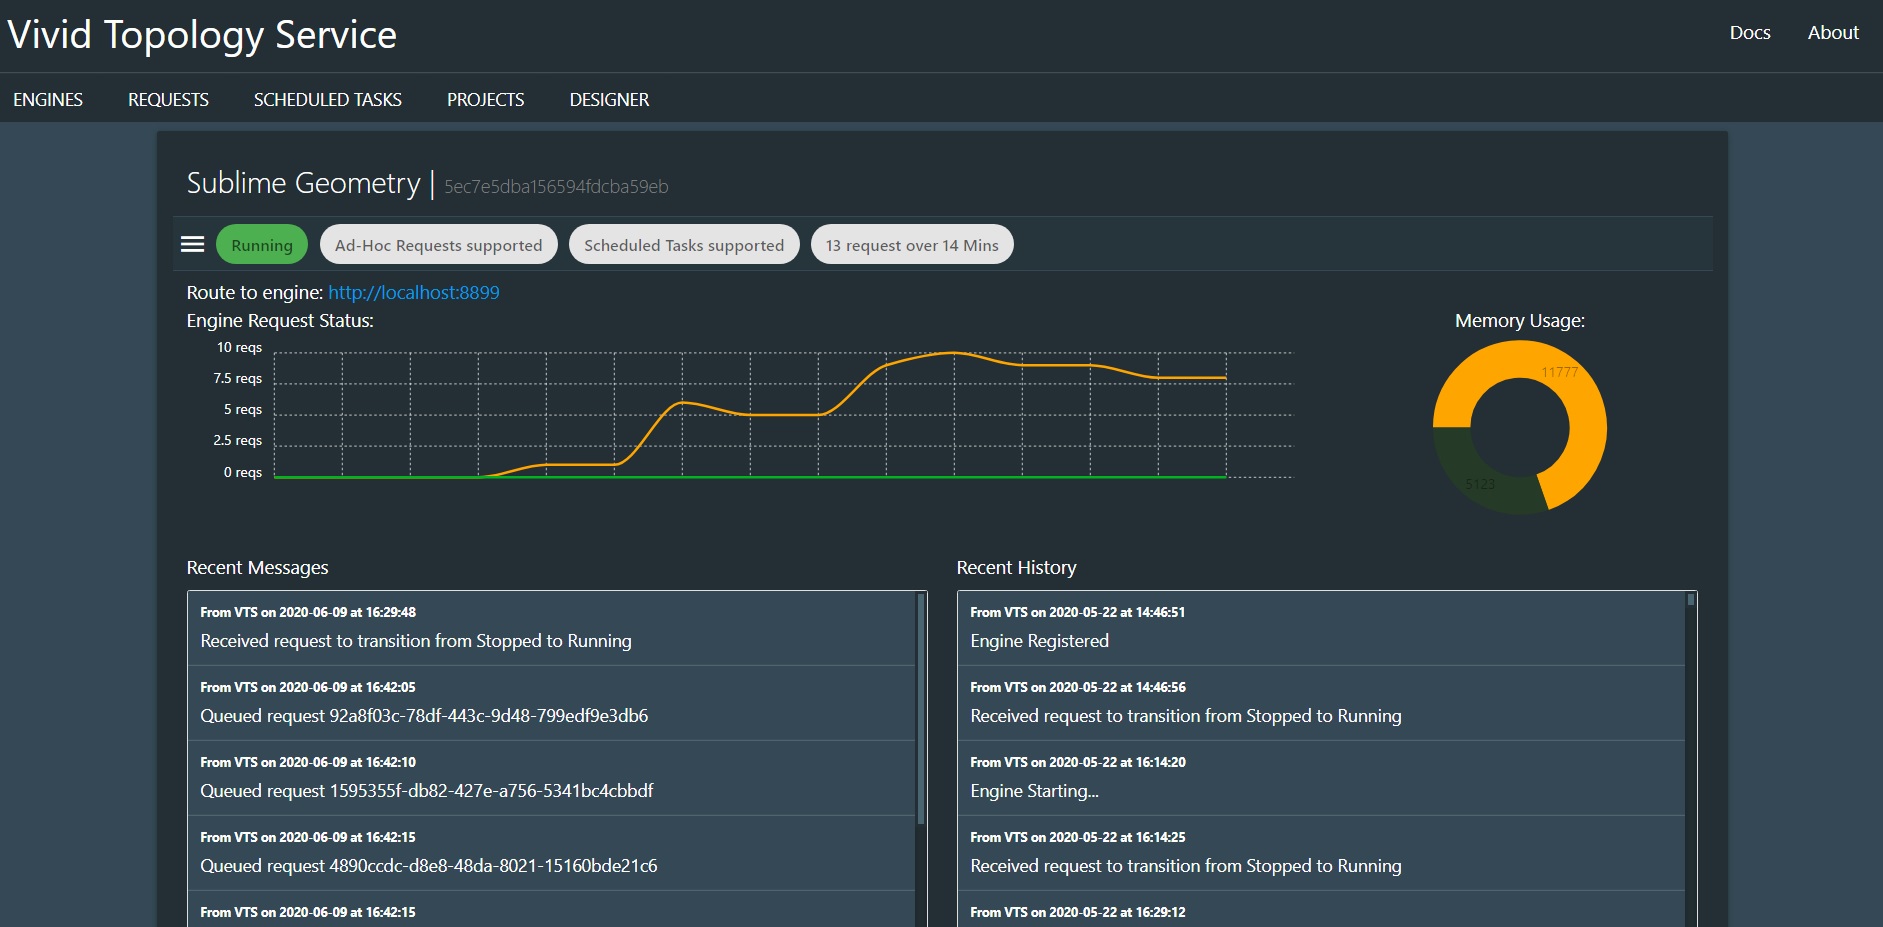 Vivid Topology Service
Docs About
ENGINES REQUESTS SCHEDULED TASKS PROJECTS DESIGNER
Sublime Geometry | 5ec7e5dba156594fdcba59eb
Running Ad-Hoc Requests supported Scheduled Tasks supported 13 request over 14 Mins
Route to engine: http://localhost:8899
Engine Request Status:
10 reqs
7.5 reqs
5 reqs
2.5 reqs
0 reqs
Memory Usage:
11777
5123
Recent Messages
From VTS on 2020-06-09 at 16:29:48
Received request to transition from Stopped to Running
From VTS on 2020-06-09 at 16:42:05
Queued request 92a8f03c-78df-443c-9d48-799edf9e3db6
From VTS on 2020-06-09 at 16:42:10
Queued request 1595355f-db82-427e-a756-5341bc4cbbdf
From VTS on 2020-06-09 at 16:42:15
Queued request 4890ccdc-d8e8-48da-8021-15160bde21c6
From VTS on 2020-06-09 at 16:42:15
Recent History
From VTS on 2020-05-22 at 14:46:51
Engine Registered
From VTS on 2020-05-22 at 14:46:56
Received request to transition from Stopped to Running
From VTS on 2020-05-22 at 16:14:20
Engine Starting...
From VTS on 2020-05-22 at 16:14:25
Received request to transition from Stopped to Running
From VTS on 2020-05-22 at 16:29:12